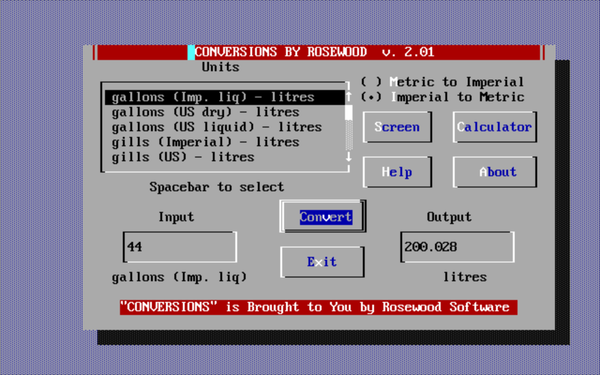 CONVERSIONS BY ROSEWOOD v. 2.01
Units
( ) Metric to Imperial
(•) Imperial to Metric
gallons (Imp. liq) - litres
gallons (US dry) - litres
gallons (US liquid) - litres
gills (Imperial) - litres
gills (US) - litres
Screen
Calculator
Help
About
Spacebar to select
Input
Convert
Output
44
200.028
Exit
gallons (Imp. liq)
litres
"CONVERSIONS" is Brought to You by Rosewood Software